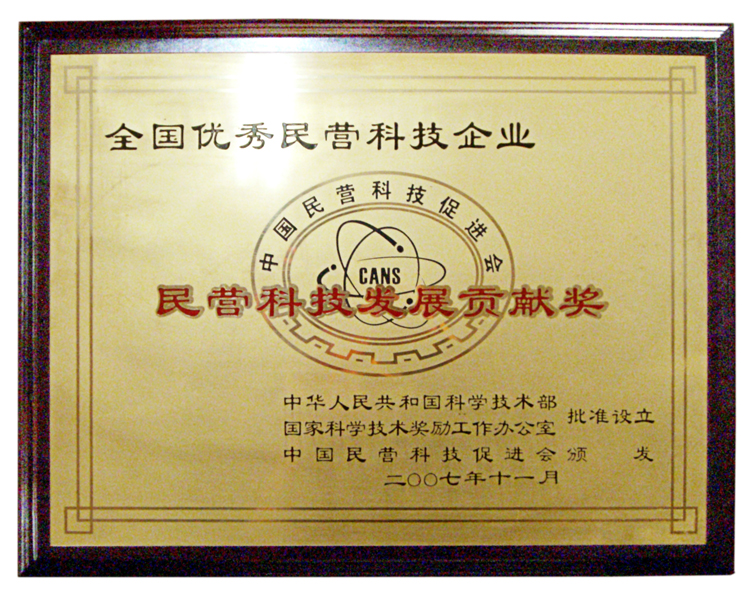 全国优秀民营科技企业
中国民营科技促进会
CANS
民营科技发展贡献奖
中华人民共和国科学技术部
国家科学技术奖励工作办公室 批准设立
中国民营科技促进会 颁发
二〇〇七年十一月